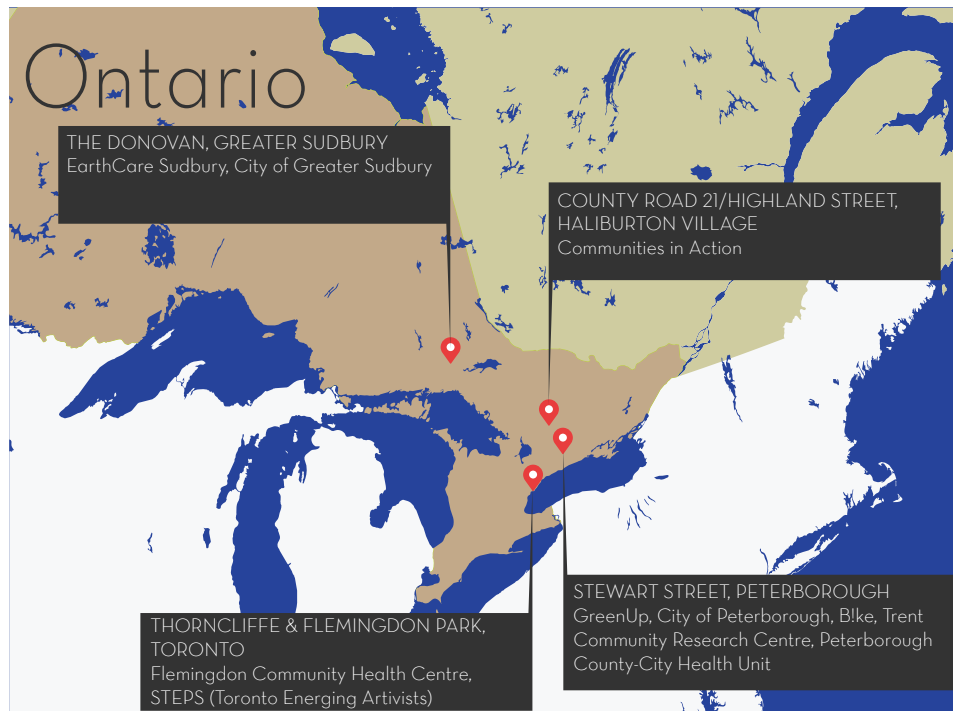 Ontario
THE DONOVAN, GREATER SUDBURY
EarthCare Sudbury, City of Greater Sudbury
COUNTY ROAD 21/HIGHLAND STREET,
HALIBURTON VILLAGE
Communities in Action
STEWART STREET, PETERBOROUGH
GreenUp, City of Peterborough, B!ke, Trent
Community Research Centre, Peterborough
County-City Health Unit
THORNCLIFFE & FLEMINGDON PARK,
TORONTO
Flemingdon Community Health Centre,
STEPS (Toronto Energing Artivists)